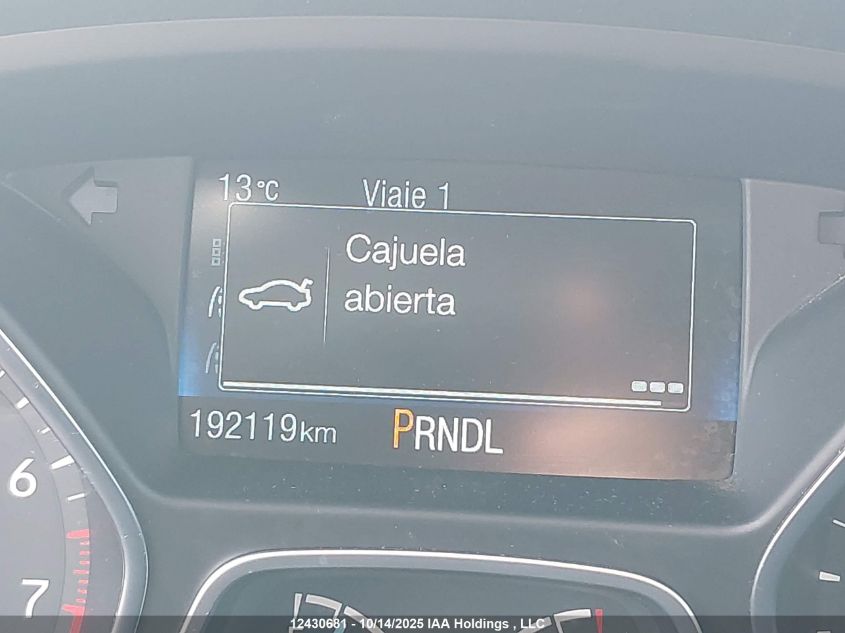 13°C Viaje 1
Cajuela
abierta
192119km PRNDL
6
7
12430681 - 10/14/2025 IAA Holdings , LLC